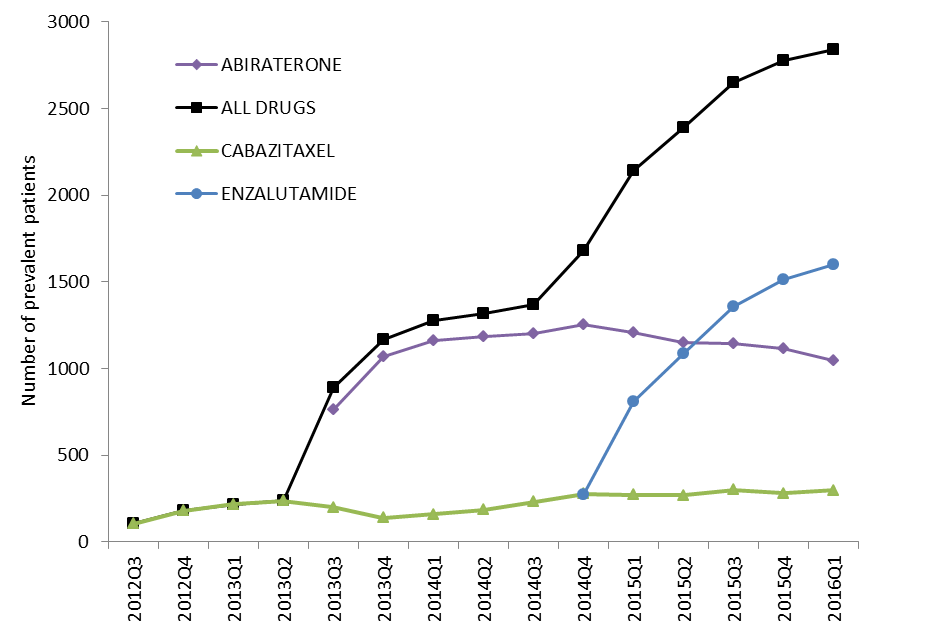 3000
2500
2000
1500
1000
500
0
Number of prevalent patients
ABIRATERONE
ALL DRUGS
CABAZITAXEL
ENZALUTAMIDE
2012Q3
2012Q4
2013Q1
2013Q2
2013Q3
2013Q4
2014Q1
2014Q2
2014Q3
2014Q4
2015Q1
2015Q2
2015Q3
2015Q4
2016Q1